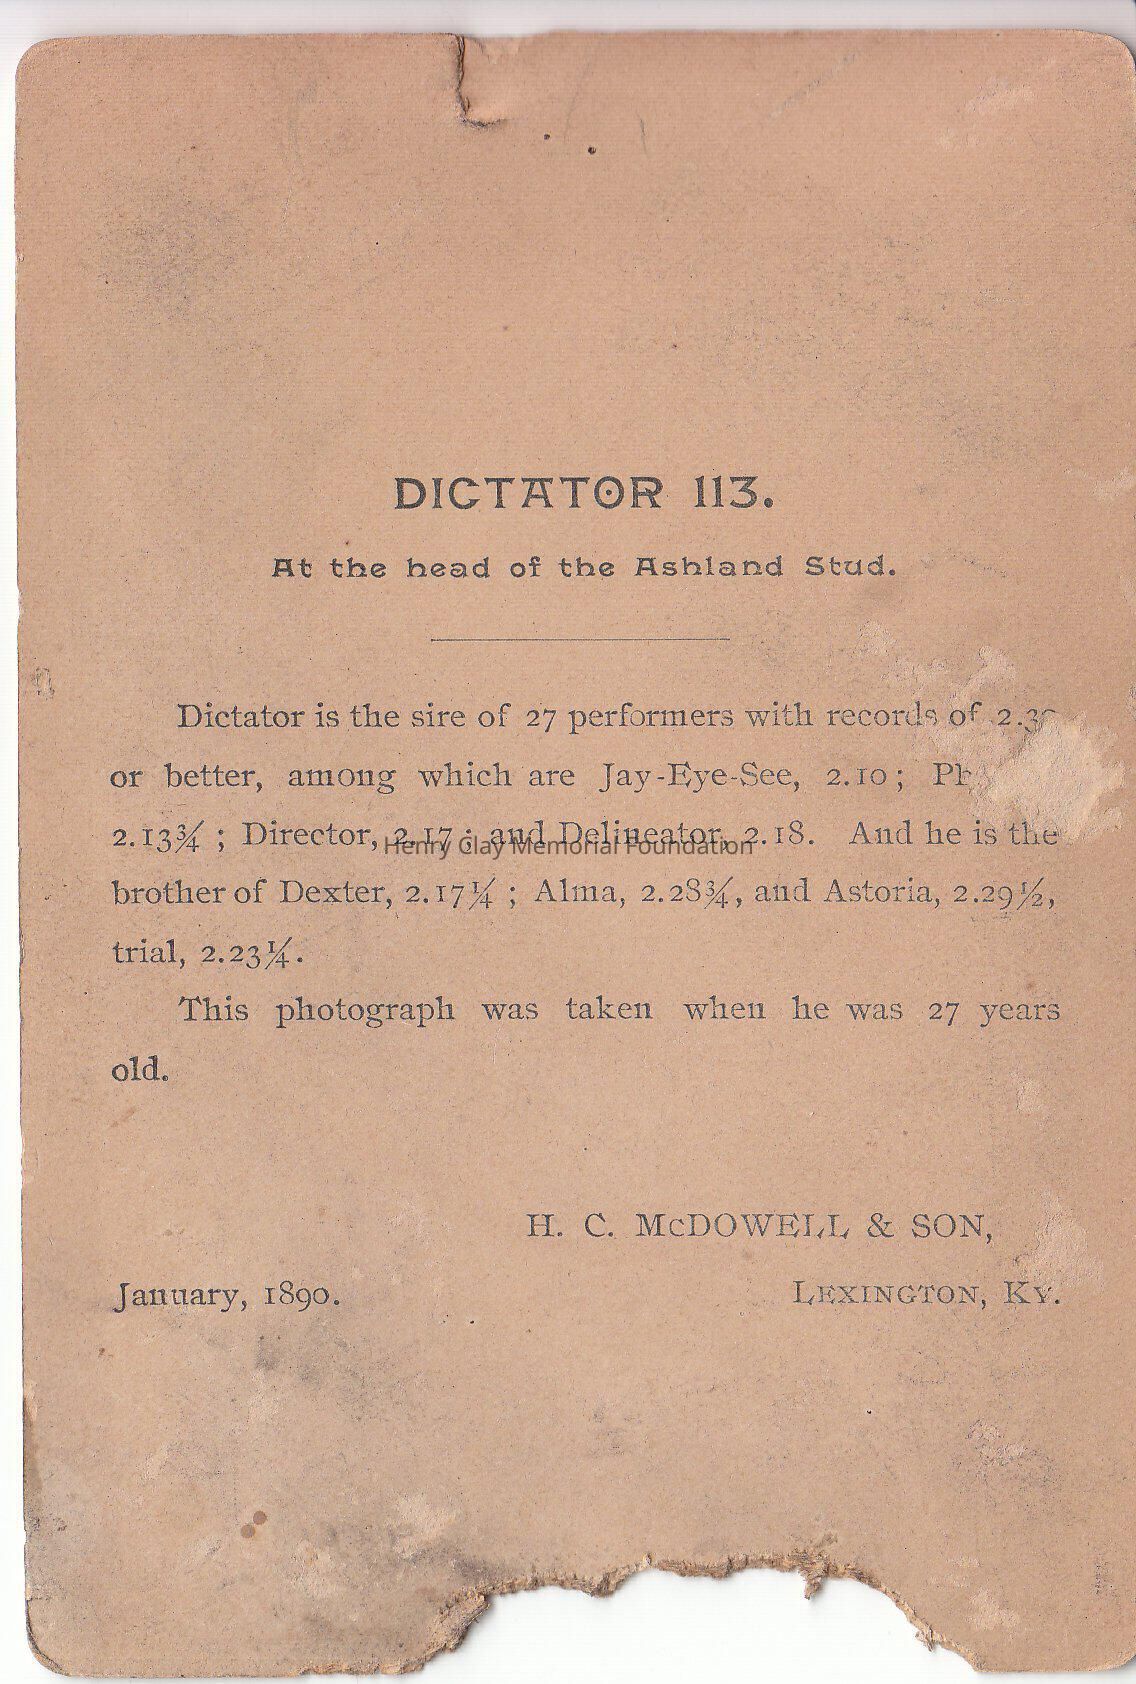 DICTATOR 113.
At the head of the Ashland Stud.
Dictator is the sire of 27 performers with records of
or better, among which are Jay-Eye-See, 2.10;
2.13¾ ; Director, 2.17 ; and Delineator, 2.18. And he is the
Henry Clay Memorial Foundation
brother of Dexter, 2.17¼ ; Alma, 2.28¾, and Astoria, 2.29½,
trial, 2.23¼.
This photograph was taken when he was 27 years
old.
H. C. McDOWELL & SON,
January, 1890. LEXINGTON, KY.